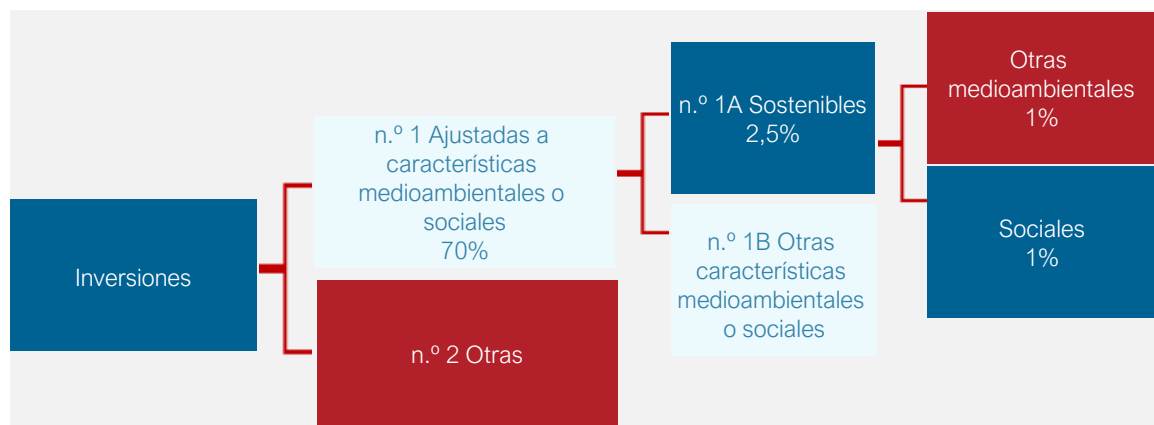 Inversiones
n.º 1 Ajustadas a
características
medioambientales o
sociales
70%
n.º 2 Otras
n.º 1A Sostenibles
2,5%
n.º 1B Otras
características
medioambientales
o sociales
Otras
medioambientales
1%
Sociales
1%